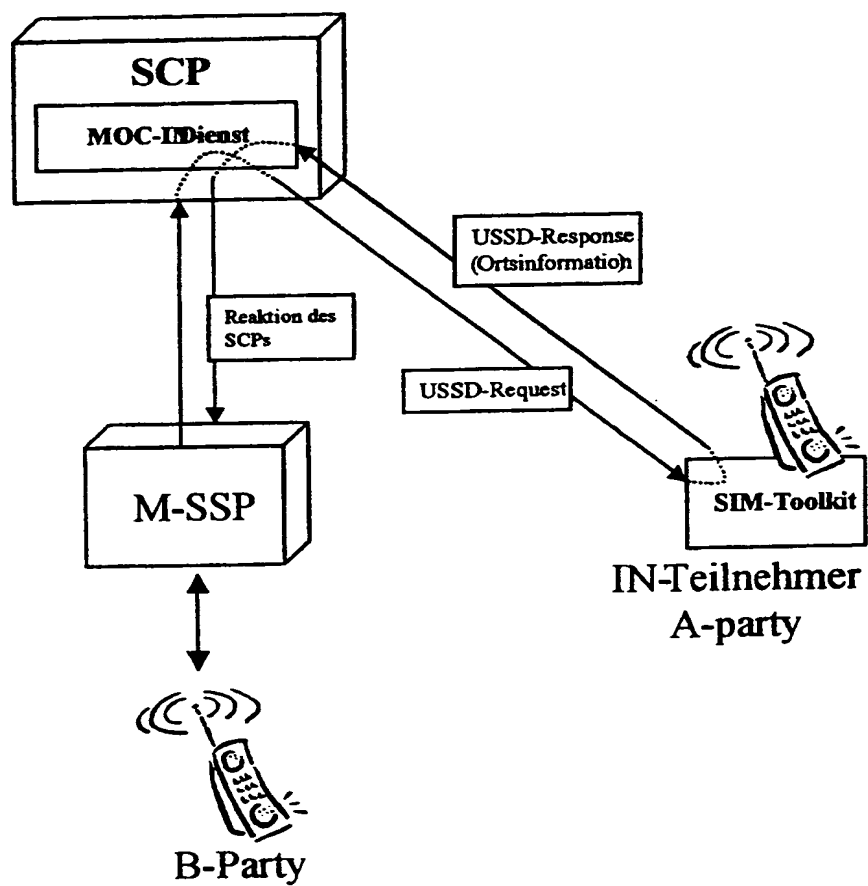 SCP
MOC-INDienst
USSD-Response
(Ortsinformation)
Reaktion des
SCPs
USSD-Request
M-SSP
SIM-Toolkit
IN-Teilnehmer
A-party
B-Party